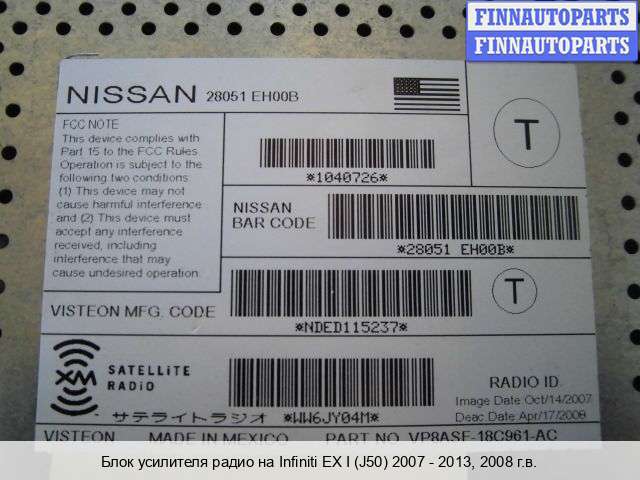 FINNAUTOPARTS
FINNAUTOPARTS
NISSAN 28051 EH00B
FCC NOTE
This device complies with
Part 15 to the FCC Rules.
Operation is subject to the
following two conditions.
(1) This device may not
cause harmful interference
and (2) This device must
accept any interference
received, including
interference that may
cause undesired operation.
T
*1040726*
NISSAN
BAR CODE
*28051 EH00B*
VISTEON MFG. CODE
*NDED115237*
T
XM
SATELLITE
RADIO
サテライトラジオ
*WW6JY04M*
RADIO ID
Image Date Oct/14/2007
Deac.Date Apr/17/2008
VISTEON MADE IN MEXICO PART NO. VP8ASF-18C961-AC
Блок усилителя радио на Infiniti EX I (J50) 2007 - 2013, 2008 г.в.